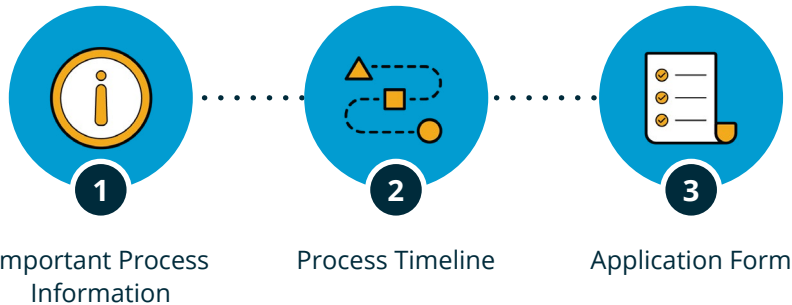 1
2
3
mportant Process
Information
Process Timeline
Application Form